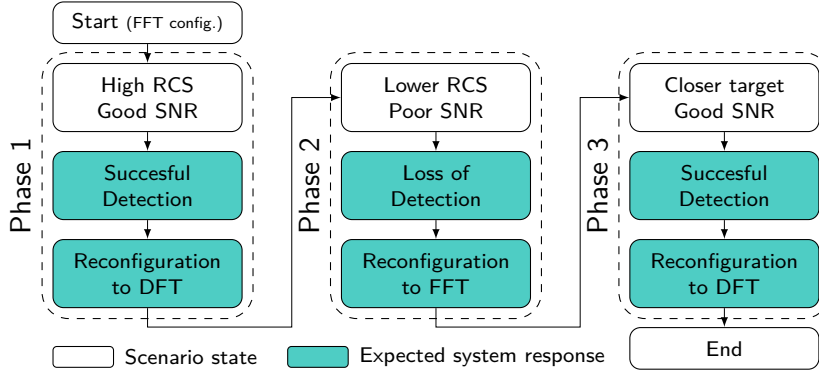 Start (FFT config.)
Phase 1
High RCS
Good SNR
Succesful
Detection
Reconfiguration
to DFT
Phase 2
Lower RCS
Poor SNR
Loss of
Detection
Reconfiguration
to FFT
Phase 3
Closer target
Good SNR
Succesful
Detection
Reconfiguration
to DFT
End
Scenario state
Expected system response